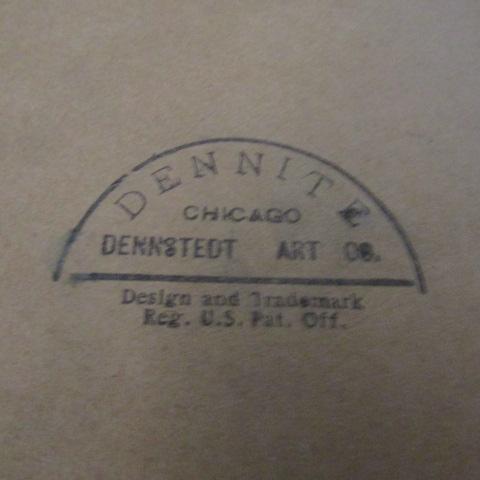 DENNITE
CHICAGO
DENNSTEDT ART CO.
Design and Trademark
Reg. U.S. Pat. Off.